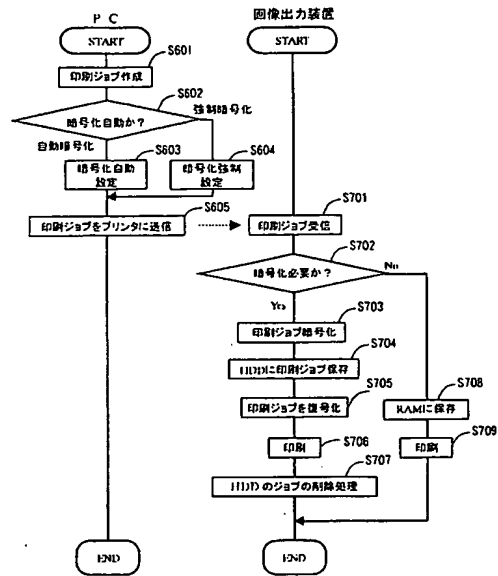 PC
START
S601
印刷ジョブ作成
S602
暗号化自動か?
強制暗号化
自動暗号化
S603
暗号化自動
設定
S604
暗号化強制
設定
S605
印刷ジョブをプリンタに送信
END
画像出力装置
START
S701
印刷ジョブ受信
S702
暗号化必要か?
No
Yes
S703
印刷ジョブ暗号化
S704
HDDに印刷ジョブ保存
S705
印刷ジョブを復号化
S706
印刷
S707
HDDのジョブの削除処理
S708
RAMに保存
S709
印刷
END